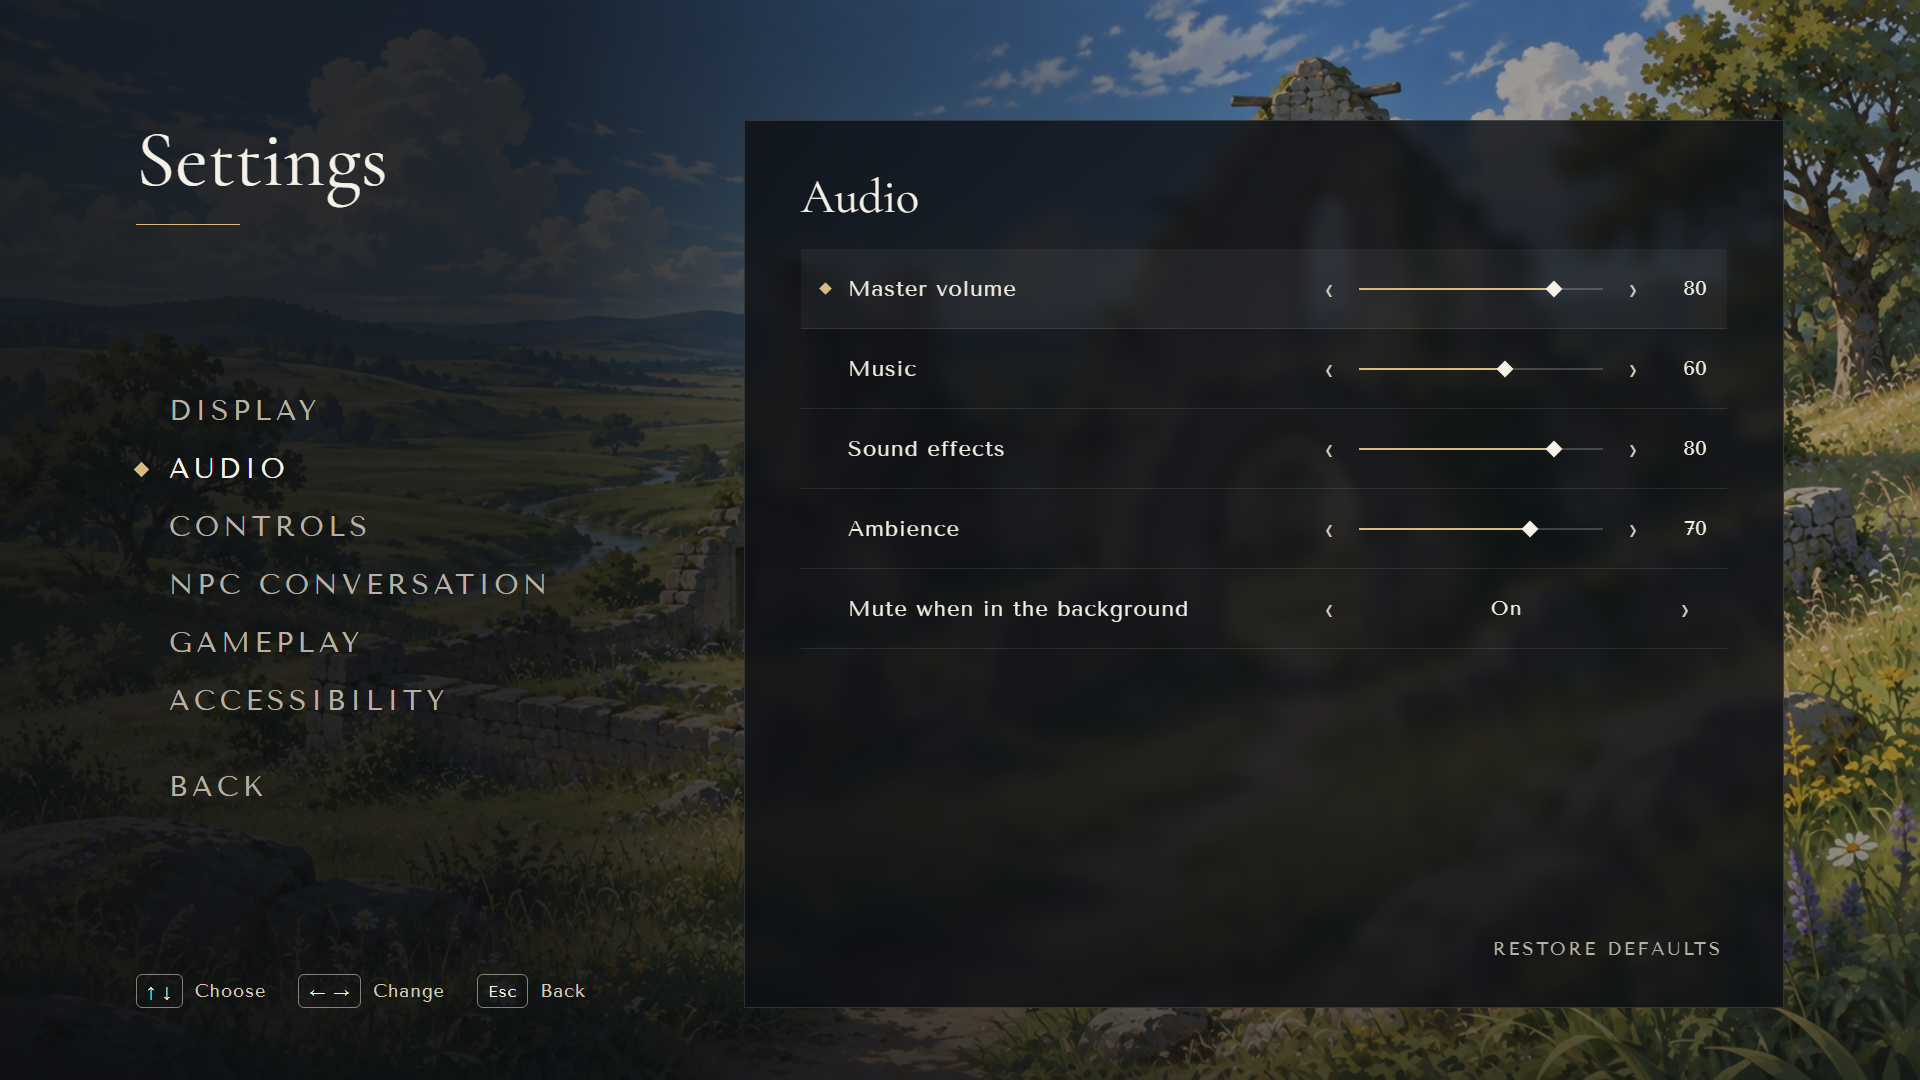 Settings
DISPLAY
AUDIO
CONTROLS
NPC CONVERSATION
GAMEPLAY
ACCESSIBILITY
BACK
↑ ↓ Choose ← → Change Esc Back
Audio
Master volume ‹ › 80
Music ‹ › 60
Sound effects ‹ › 80
Ambience ‹ › 70
Mute when in the background ‹ On ›
RESTORE DEFAULTS